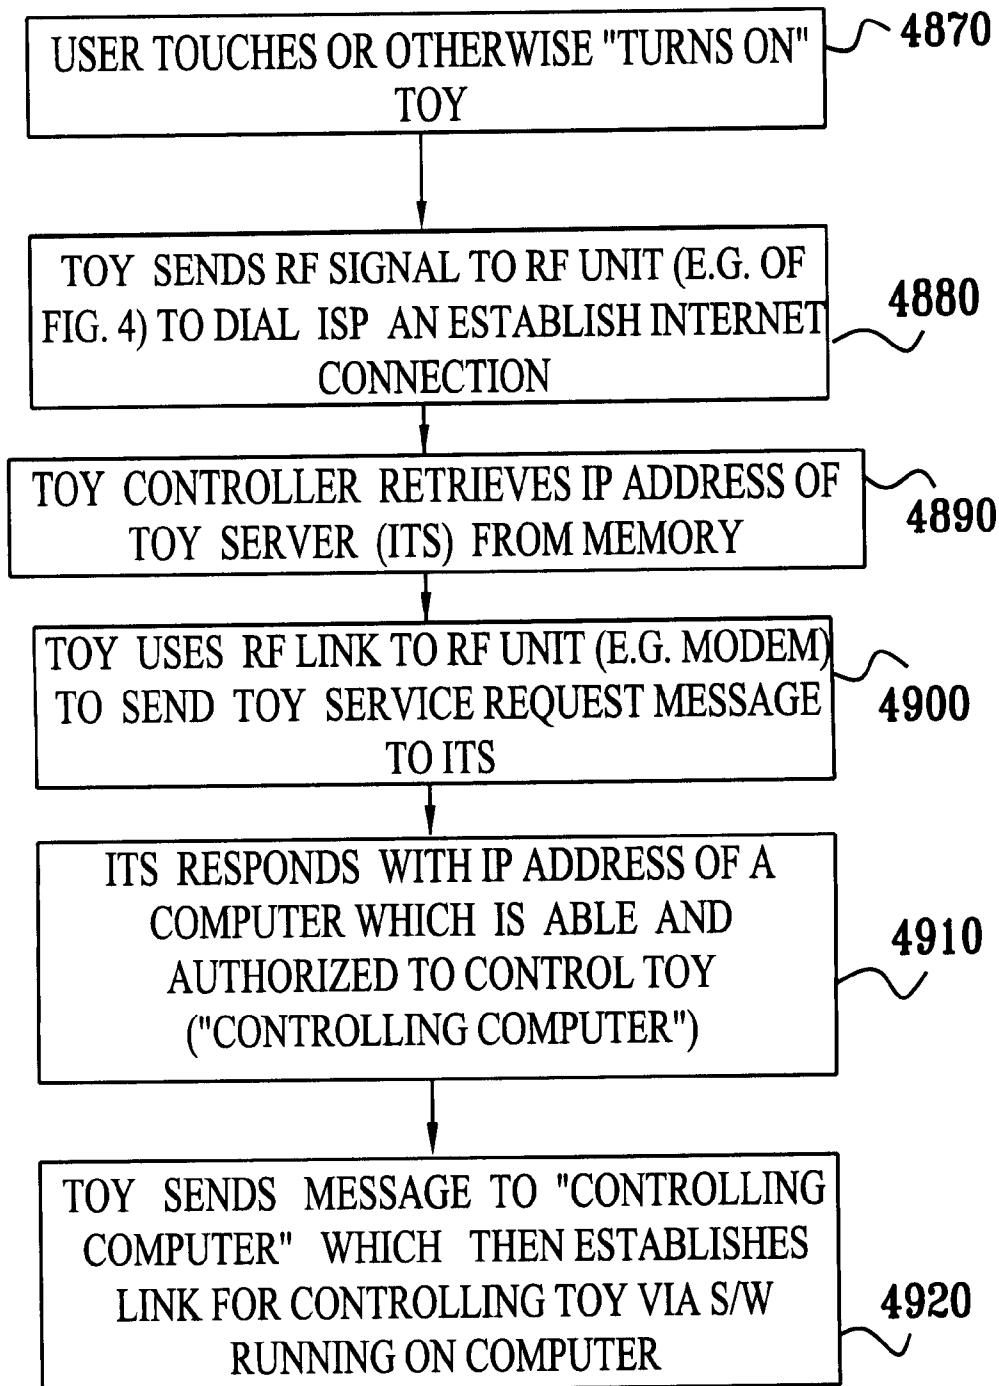 USER TOUCHES OR OTHERWISE "TURNS ON"
TOY
4870
TOY SENDS RF SIGNAL TO RF UNIT (E.G. OF
FIG. 4) TO DIAL ISP AN ESTABLISH INTERNET
CONNECTION
4880
TOY CONTROLLER RETRIEVES IP ADDRESS OF
TOY SERVER (ITS) FROM MEMORY
4890
TOY USES RF LINK TO RF UNIT (E.G. MODEM)
TO SEND TOY SERVICE REQUEST MESSAGE
TO ITS
4900
ITS RESPONDS WITH IP ADDRESS OF A
COMPUTER WHICH IS ABLE AND
AUTHORIZED TO CONTROL TOY
("CONTROLLING COMPUTER")
4910
TOY SENDS MESSAGE TO "CONTROLLING
COMPUTER" WHICH THEN ESTABLISHES
LINK FOR CONTROLLING TOY VIA S/W
RUNNING ON COMPUTER
4920